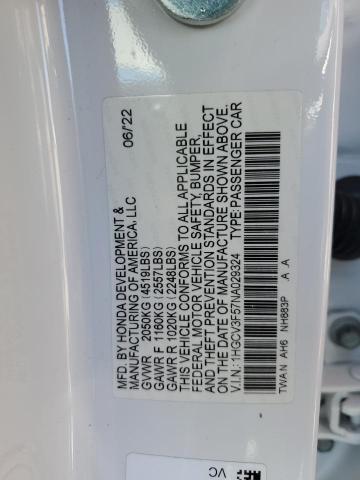 MFD. BY HONDA DEVELOPMENT & 06/22
MANUFACTURING OF AMERICA, LLC
GVWR 2050KG (4519LBS)
GAWR F 1160KG (2557LBS)
GAWR R 1020KG (2248LBS)
THIS VEHICLE CONFORMS TO ALL APPLICABLE
FEDERAL MOTOR VEHICLE SAFETY, BUMPER,
AND THEFT PREVENTION STANDARDS IN EFFECT
ON THE DATE OF MANUFACTURE SHOWN ABOVE.
V.I.N.: 1HGCV3F57NA029324 TYPE: PASSENGER CAR
TWA N AH6 NH883P A A
VC